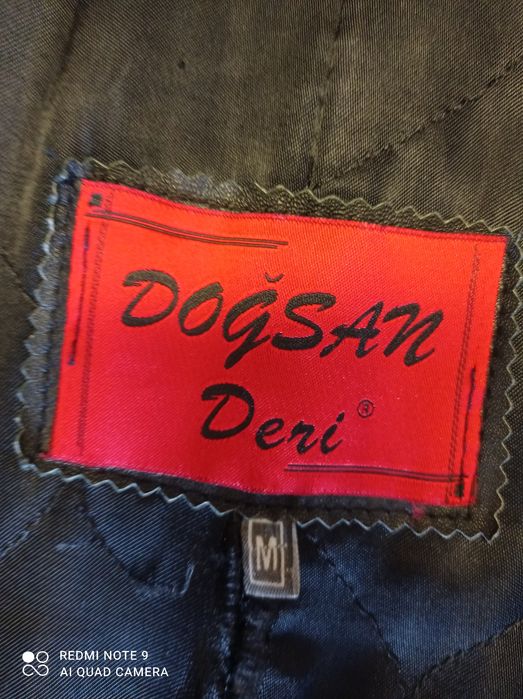 DOĞSAN
Deri ®
M
REDMI NOTE 9
AI QUAD CAMERA